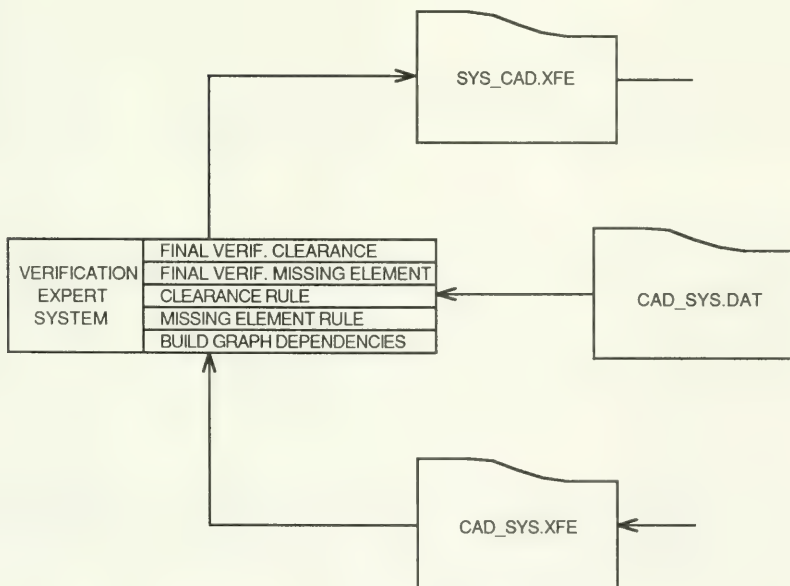 SYS_CAD.XFE
VERIFICATION
EXPERT
SYSTEM
FINAL VERIF. CLEARANCE
FINAL VERIF. MISSING ELEMENT
CLEARANCE RULE
MISSING ELEMENT RULE
BUILD GRAPH DEPENDENCIES
CAD_SYS.DAT
CAD_SYS.XFE